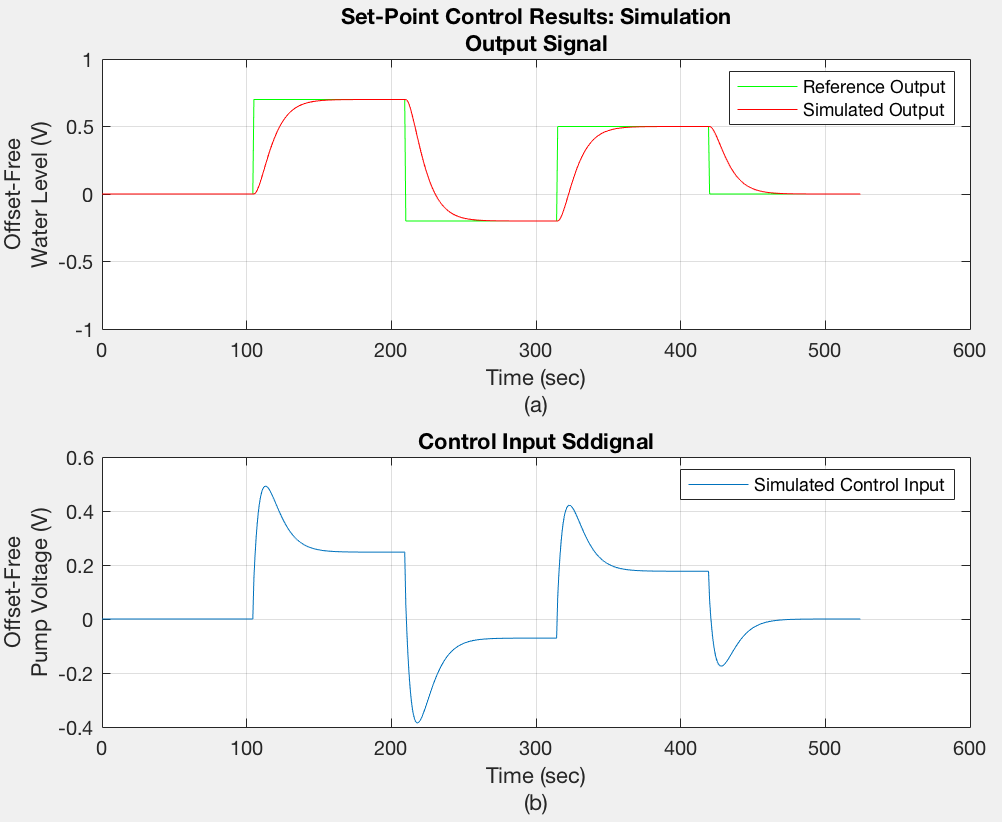 Set-Point Control Results: Simulation
Output Signal
1
0.5
0
-0.5
-1
Offset-Free
Water Level (V)
Reference Output
Simulated Output
0 100 200 300 400 500 600
Time (sec)
(a)
Control Input Sddignal
0.6
0.4
0.2
0
-0.2
-0.4
Offset-Free
Pump Voltage (V)
Simulated Control Input
0 100 200 300 400 500 600
Time (sec)
(b)